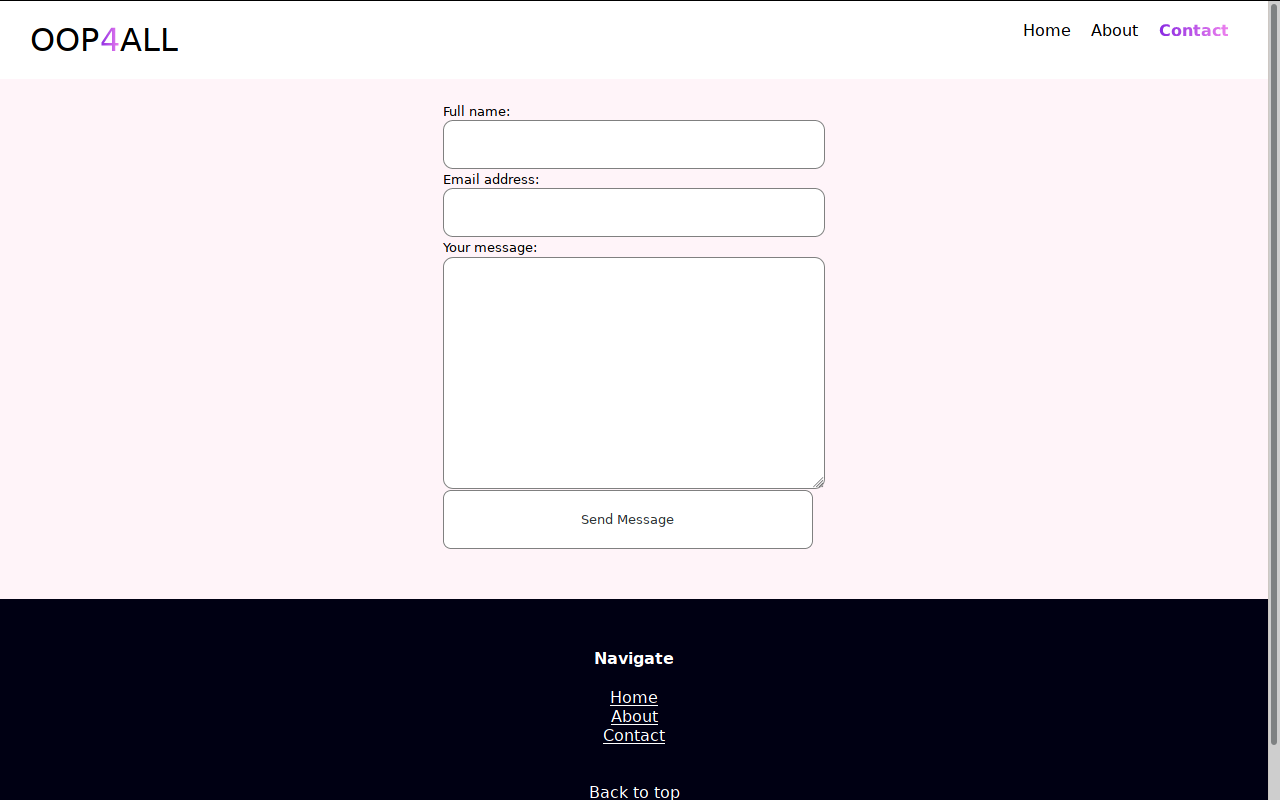 OOP4ALL
Home About Contact
Full name:
Email address:
Your message:
Send Message
Navigate
Home
About
Contact
Back to top